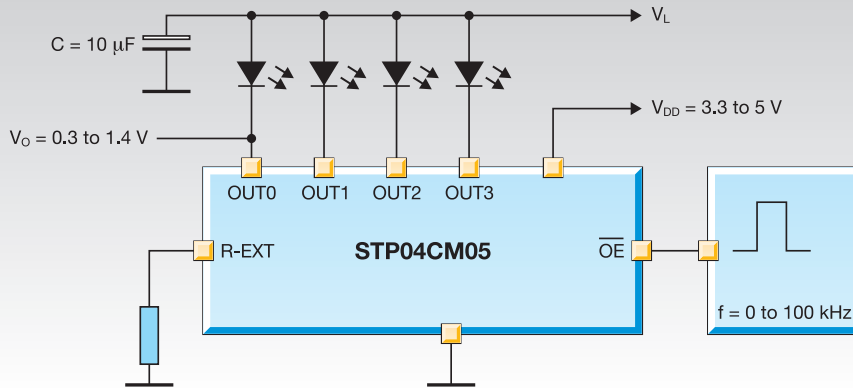 V_L
C = 10 μF
V_DD = 3.3 to 5 V
V_O = 0.3 to 1.4 V
OUT0 OUT1 OUT2 OUT3
R-EXT STP04CM05 O̅E̅
f = 0 to 100 kHz